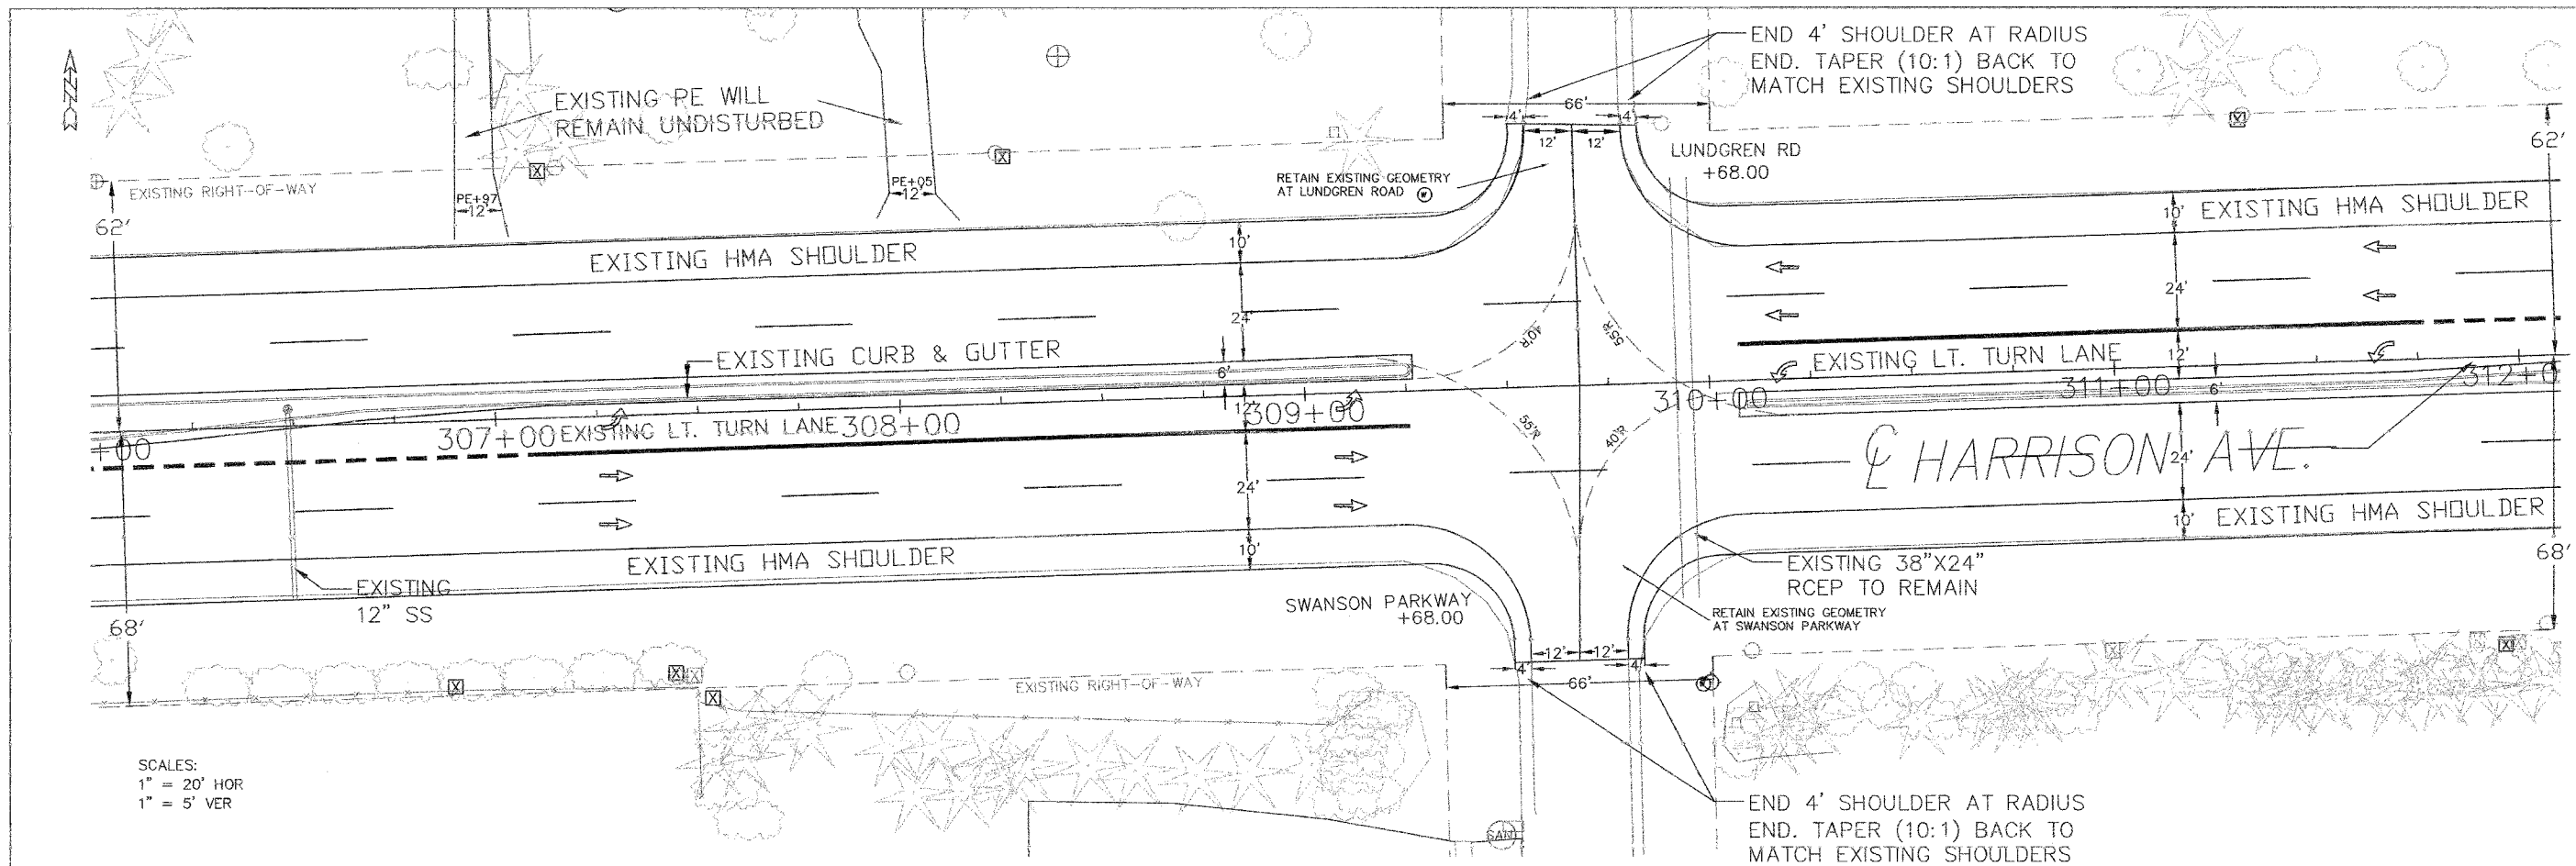 END 4' SHOULDER AT RADIUS
END. TAPER (10:1) BACK TO
MATCH EXISTING SHOULDERS
EXISTING PE WILL
REMAIN UNDISTURBED
66'
4'
4'
12'
12'
LUNDGREN RD
+68.00
62'
EXISTING RIGHT-OF-WAY
RETAIN EXISTING GEOMETRY
AT LUNDGREN ROAD
PE+97
12'
PE+05
12'
62'
10'
EXISTING HMA SHOULDER
10'
EXISTING HMA SHOULDER
24'
24'
40'R
55'R
EXISTING CURB & GUTTER
EXISTING LT. TURN LANE
12'
6'
6'
12'
309+00
310+00
311+00
312+0
+00
307+00
EXISTING LT. TURN LANE
308+00
55'R
40'R
℄ HARRISON AVE.
24'
24'
10'
EXISTING HMA SHOULDER
10'
EXISTING HMA SHOULDER
68'
EXISTING
12" SS
EXISTING 38"X24"
RCEP TO REMAIN
SWANSON PARKWAY
+68.00
RETAIN EXISTING GEOMETRY
AT SWANSON PARKWAY
68'
12'
12'
4'
4'
66'
EXISTING RIGHT-OF-WAY
SCALES:
1" = 20' HOR
1" = 5' VER
SAN
END 4' SHOULDER AT RADIUS
END. TAPER (10:1) BACK TO
MATCH EXISTING SHOULDERS